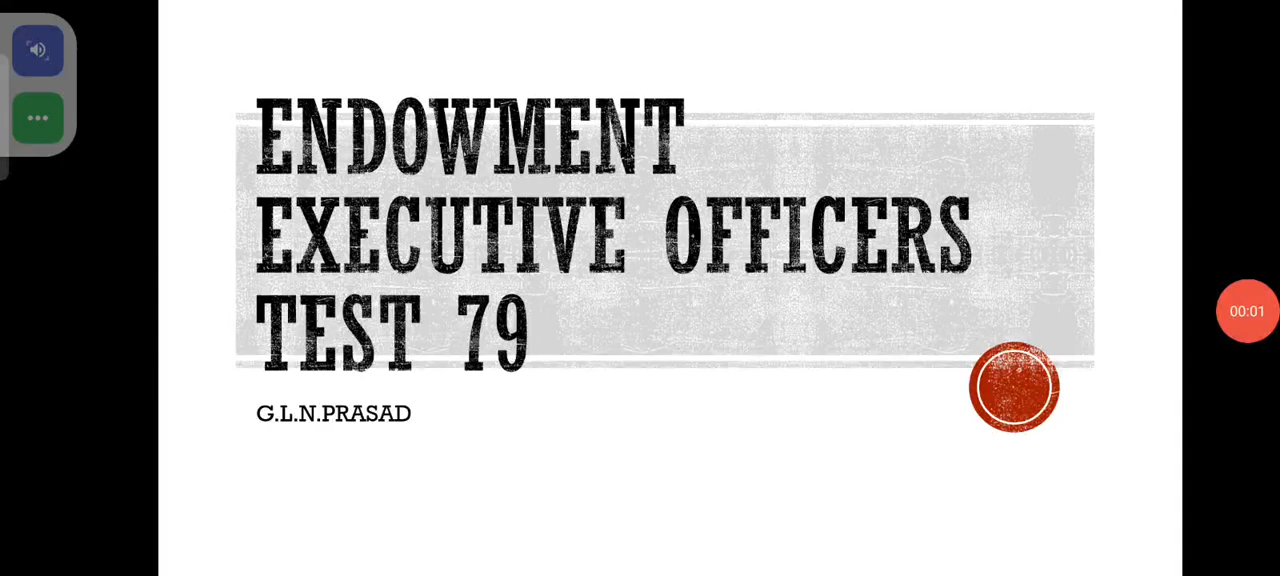 ENDOWMENT
EXECUTIVE OFFICERS
TEST 79
G.L.N.PRASAD
00:01